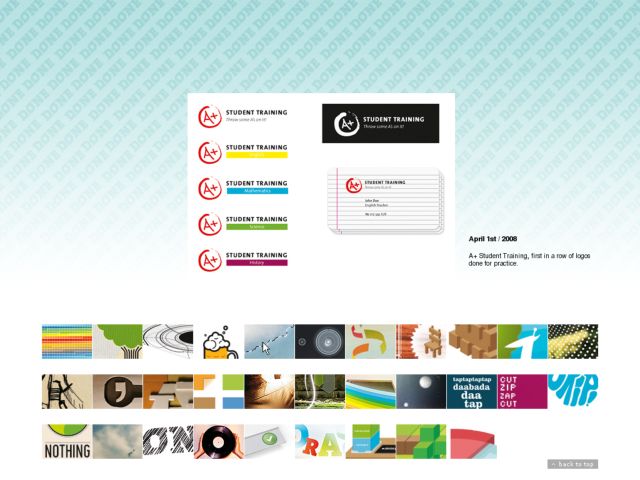 DONE DONE DONE DONE DONE DONE
A+ STUDENT TRAINING
Throw some A's on it!
A+ STUDENT TRAINING
Throw some A's on it!
A+ STUDENT TRAINING
English
A+ STUDENT TRAINING
Mathematics
A+ STUDENT TRAINING
Throw some A's on it!
John Doe
English Teacher
A+ STUDENT TRAINING
Science
A+ STUDENT TRAINING
History
April 1st / 2008
A+ Student Training, first in a row of logos
done for practice.
taptaptaptap
daabada
daa
tap
CUT
ZIP
ZAP
CUT
NOTHING
ON
PRA
back to top